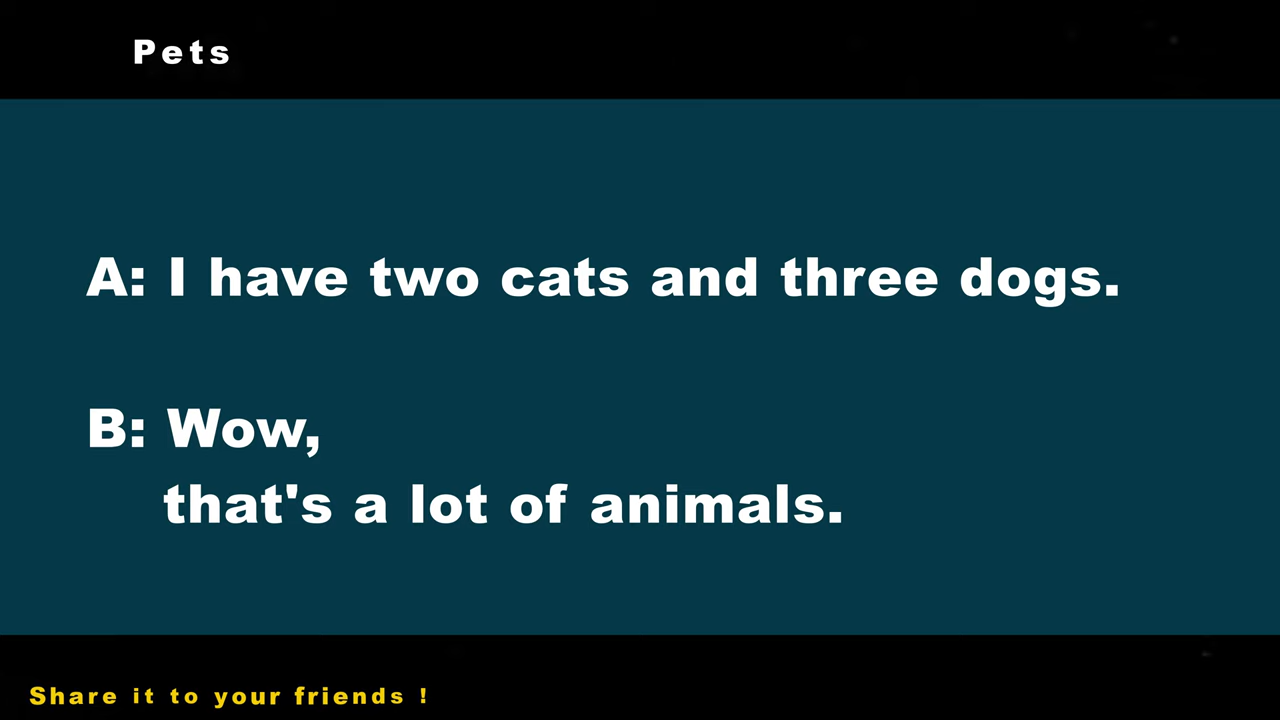 Pets
A: I have two cats and three dogs.
B: Wow,
that's a lot of animals.
Share it to your friends !